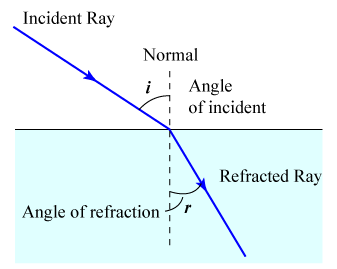 Incident Ray
Normal
i
Angle
of incident
Refracted Ray
Angle of refraction
r